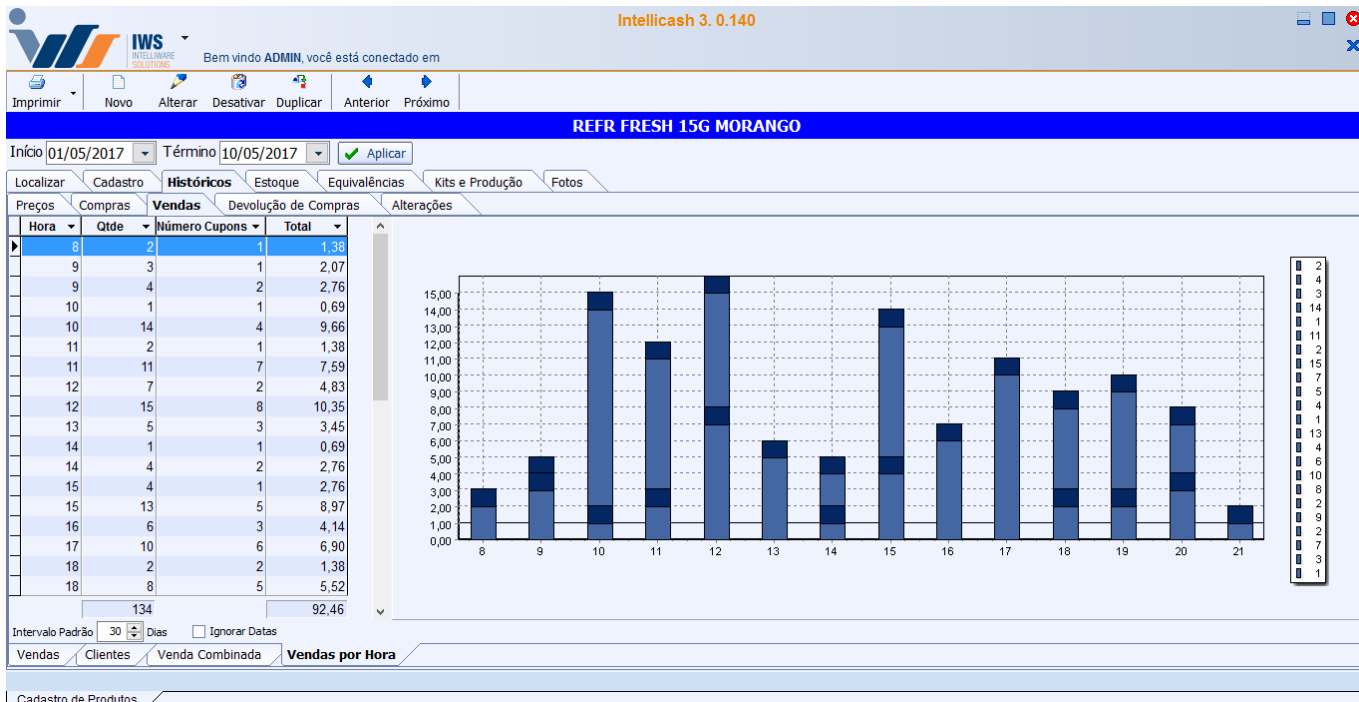 Intellicash 3. 0.140
IWS
INTELLIWARE
SOLUTIONS
Bem vindo ADMIN, você está conectado em
Imprimir Novo Alterar Desativar Duplicar Anterior Próximo
REFR FRESH 15G MORANGO
Início 01/05/2017 Término 10/05/2017 Aplicar
Localizar Cadastro Históricos Estoque Equivalências Kits e Produção Fotos
Preços Compras Vendas Devolução de Compras Alterações
Hora Qtde Número Cupons Total
8 2 1 1,38
9 3 1 2,07
9 4 2 2,76
10 1 1 0,69
10 14 4 9,66
11 2 1 1,38
11 11 7 7,59
12 7 2 4,83
12 15 8 10,35
13 5 3 3,45
14 1 1 0,69
14 4 2 2,76
15 4 1 2,76
15 13 5 8,97
16 6 3 4,14
17 10 6 6,90
18 2 2 1,38
18 8 5 5,52
134 92,46
15,00
14,00
13,00
12,00
11,00
10,00
9,00
8,00
7,00
6,00
5,00
4,00
3,00
2,00
1,00
0,00
8 9 10 11 12 13 14 15 16 17 18 19 20 21
2
4
3
14
1
11
2
15
7
5
4
1
13
4
6
10
8
2
9
2
7
3
1
Intervalo Padrão 30 Dias Ignorar Datas
Vendas Clientes Venda Combinada Vendas por Hora
Cadastro de Produtos